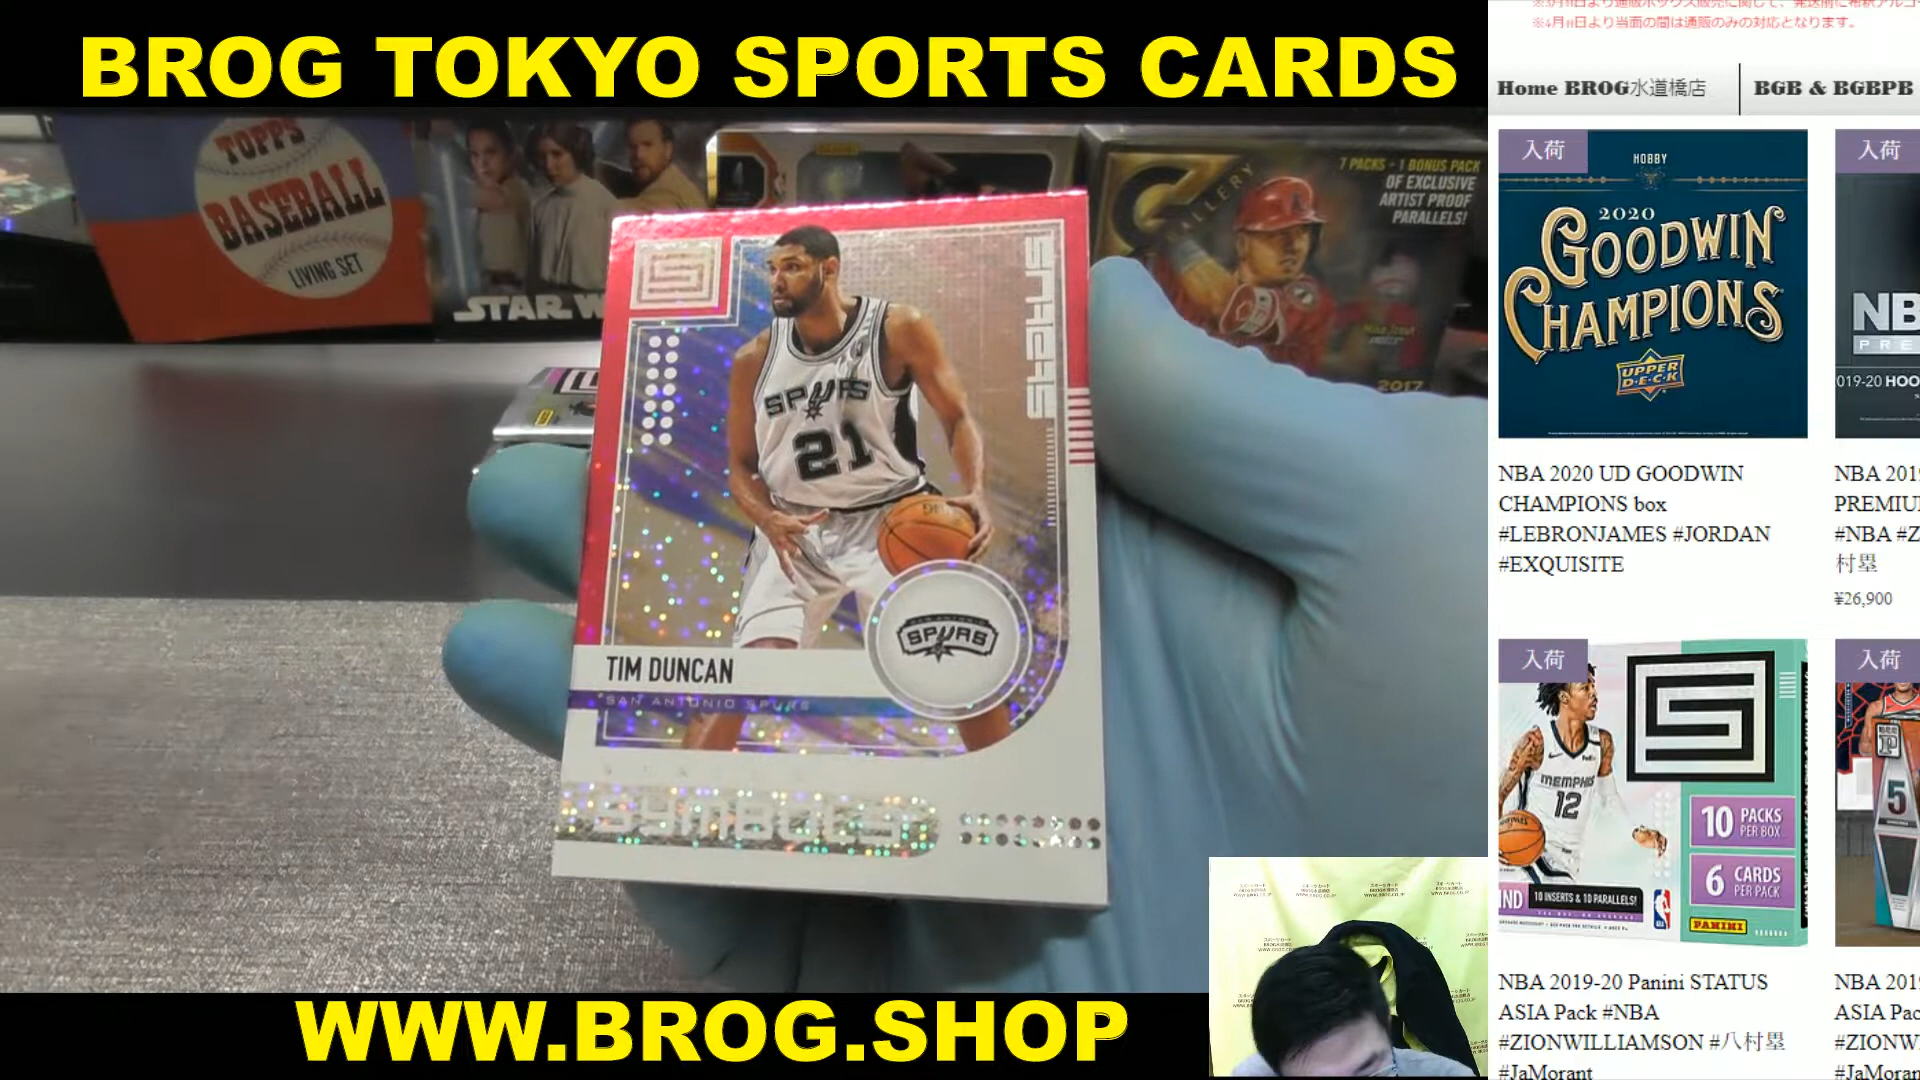 BROG TOKYO SPORTS CARDS
TOPPS
BASEBALL
LIVING SET
STAR W
GALLERY
7 PACKS - 1 BONUS PACK
OF EXCLUSIVE
ARTIST PROOF
PARALLELS!
2017
STATUS
SPURS
21
SPURS
TIM DUNCAN
SAN ANTONIO SPURS
SYMBOLS
WWW.BROG.SHOP
※4月11日より当面の間は通販のみの対応となります。
Home BROG水道橋店
BGB & BGBPB
入荷
HOBBY
2020
GOODWIN
CHAMPIONS
UPPER
DECK
NBA 2020 UD GOODWIN
CHAMPIONS box
#LEBRONJAMES #JORDAN
#EXQUISITE
入荷
NB
PRE
019-20 HOO
NBA 201
PREMIU
#NBA #Z
村塁
¥26,900
入荷
MEMPHIS
12
10 PACKS
PER BOX
6 CARDS
PER PACK
IND
10 INSERTS & 10 PARALLELS!
PANINI
NBA 2019-20 Panini STATUS
ASIA Pack #NBA
#ZIONWILLIAMSON #八村塁
#JaMorant
入荷
P
5
NBA 201
ASIA Pac
#ZIONW
#JaMoran